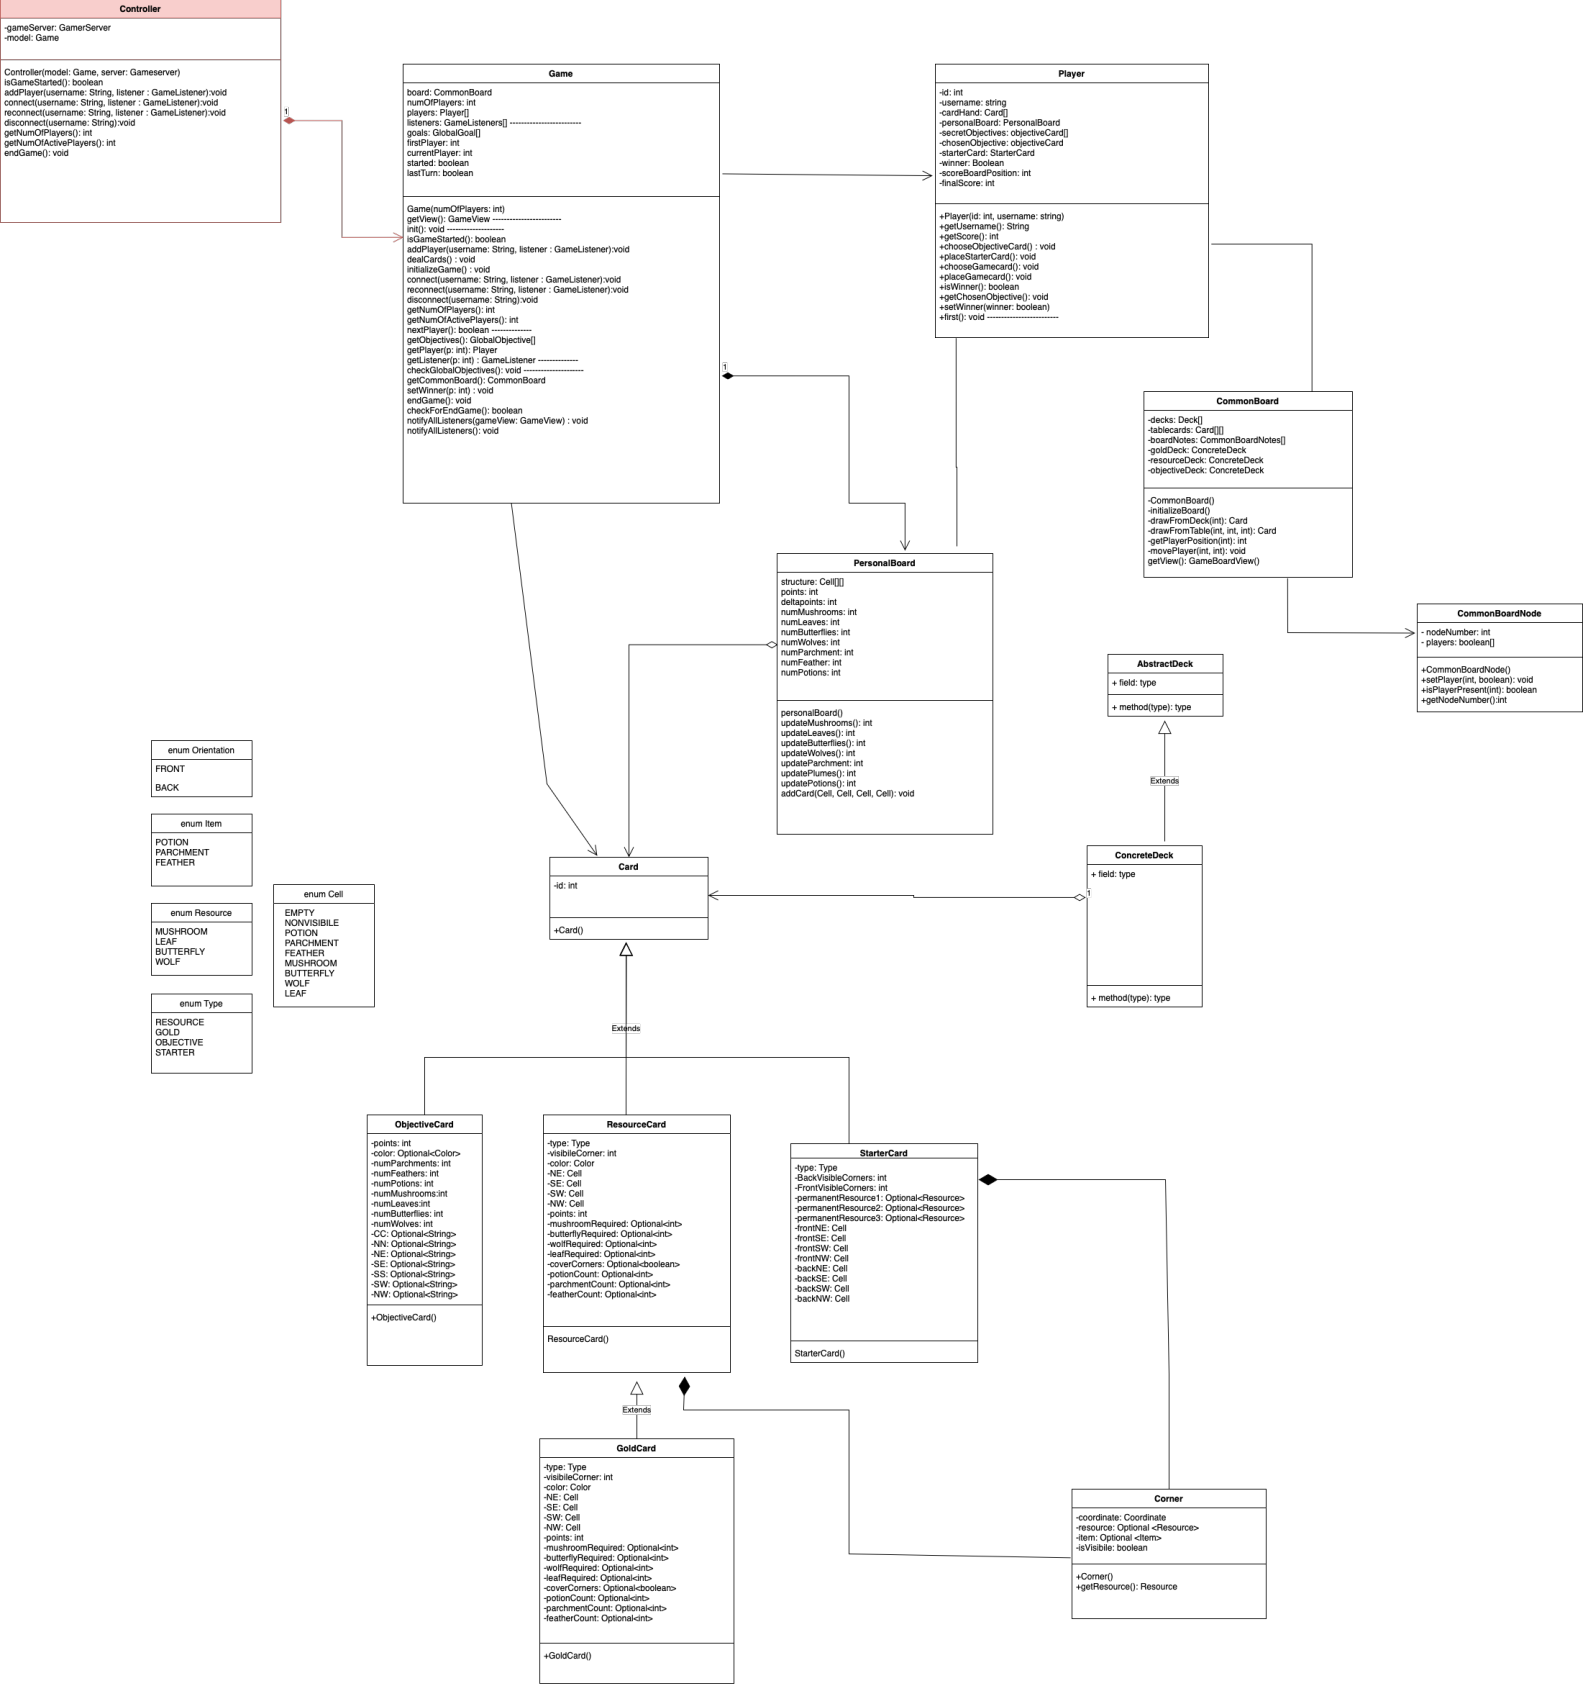 Controller
-gameServer: GamerServer
-model: Game
Controller(model: Game, server: Gameserver)
isGameStarted(): boolean
addPlayer(username: String, listener : GameListener):void
connect(username: String, listener : GameListener):void
reconnect(username: String, listener : GameListener):void
disconnect(username: String):void
getNumOfPlayers(): int
getNumOfActivePlayers(): int
endGame(): void
1
Game
board: CommonBoard
numOfPlayers: int
players: Player[]
listeners: GameListeners[] -------------------------
goals: GlobalGoal[]
firstPlayer: int
currentPlayer: int
started: boolean
lastTurn: boolean
Game(numOfPlayers: int)
getView(): GameView ------------------------
init(): void --------------------
isGameStarted(): boolean
addPlayer(username: String, listener : GameListener):void
dealCards() : void
initializeGame() : void
connect(username: String, listener : GameListener):void
reconnect(username: String, listener : GameListener):void
disconnect(username: String):void
getNumOfPlayers(): int
getNumOfActivePlayers(): int
nextPlayer(): boolean --------------
getObjectives(): GlobalObjective[]
getPlayer(p: int): Player
getListener(p: int) : GameListener --------------
checkGlobalObjectives(): void ---------------------
getCommonBoard(): CommonBoard
setWinner(p: int) : void
endGame(): void
checkForEndGame(): boolean
notifyAllListeners(gameView: GameView) : void
notifyAllListeners(): void
1
Player
-id: int
-username: string
-cardHand: Card[]
-personalBoard: PersonalBoard
-secretObjectives: objectiveCard[]
-chosenObjective: objectiveCard
-starterCard: StarterCard
-winner: Boolean
-scoreBoardPosition: int
-finalScore: int
+Player(id: int, username: string)
+getUsername(): String
+getScore(): int
+chooseObjectiveCard() : void
+placeStarterCard(): void
+chooseGamecard(): void
+placeGamecard(): void
+isWinner(): boolean
+getChosenObjective(): void
+setWinner(winner: boolean)
+first(): void -------------------------
CommonBoard
-decks: Deck[]
-tablecards: Card[][]
-boardNotes: CommonBoardNotes[]
-goldDeck: ConcreteDeck
-resourceDeck: ConcreteDeck
-objectiveDeck: ConcreteDeck
-CommonBoard()
-initializeBoard()
-drawFromDeck(int): Card
-drawFromTable(int, int, int): Card
-getPlayerPosition(int): int
-movePlayer(int, int): void
getView(): GameBoardView()
CommonBoardNode
- nodeNumber: int
- players: boolean[]
+CommonBoardNode()
+setPlayer(int, boolean): void
+isPlayerPresent(int): boolean
+getNodeNumber():int
PersonalBoard
structure: Cell[][]
points: int
deltapoints: int
numMushrooms: int
numLeaves: int
numButterflies: int
numWolves: int
numParchment: int
numFeather: int
numPotions: int
personalBoard()
updateMushrooms(): int
updateLeaves(): int
updateButterflies(): int
updateWolves(): int
updateParchment: int
updatePlumes(): int
updatePotions(): int
addCard(Cell, Cell, Cell, Cell): void
AbstractDeck
+ field: type
+ method(type): type
Extends
ConcreteDeck
+ field: type
+ method(type): type
1
Card
-id: int
+Card()
Extends
enum Orientation
FRONT
BACK
enum Item
POTION
PARCHMENT
FEATHER
enum Resource
MUSHROOM
LEAF
BUTTERFLY
WOLF
enum Type
RESOURCE
GOLD
OBJECTIVE
STARTER
enum Cell
EMPTY
NONVISIBILE
POTION
PARCHMENT
FEATHER
MUSHROOM
BUTTERFLY
WOLF
LEAF
ObjectiveCard
-points: int
-color: Optional<Color>
-numParchments: int
-numFeathers: int
-numPotions: int
-numMushrooms:int
-numLeaves:int
-numButterflies: int
-numWolves: int
-CC: Optional<String>
-NN: Optional<String>
-NE: Optional<String>
-SE: Optional<String>
-SS: Optional<String>
-SW: Optional<String>
-NW: Optional<String>
+ObjectiveCard()
ResourceCard
-type: Type
-visibileCorner: int
-color: Color
-NE: Cell
-SE: Cell
-SW: Cell
-NW: Cell
-points: int
-mushroomRequired: Optional<int>
-butterflyRequired: Optional<int>
-wolfRequired: Optional<int>
-leafRequired: Optional<int>
-coverCorners: Optional<boolean>
-potionCount: Optional<int>
-parchmentCount: Optional<int>
-featherCount: Optional<int>
ResourceCard()
StarterCard
-type: Type
-BackVisibleCorners: int
-FrontVisibleCorners: int
-permanentResource1: Optional<Resource>
-permanentResource2: Optional<Resource>
-permanentResource3: Optional<Resource>
-frontNE: Cell
-frontSE: Cell
-frontSW: Cell
-frontNW: Cell
-backNE: Cell
-backSE: Cell
-backSW: Cell
-backNW: Cell
StarterCard()
Extends
GoldCard
-type: Type
-visibileCorner: int
-color: Color
-NE: Cell
-SE: Cell
-SW: Cell
-NW: Cell
-points: int
-mushroomRequired: Optional<int>
-butterflyRequired: Optional<int>
-wolfRequired: Optional<int>
-leafRequired: Optional<int>
-coverCorners: Optional<boolean>
-potionCount: Optional<int>
-parchmentCount: Optional<int>
-featherCount: Optional<int>
+GoldCard()
Corner
-coordinate: Coordinate
-resource: Optional <Resource>
-item: Optional <Item>
-isVisibile: boolean
+Corner()
+getResource(): Resource